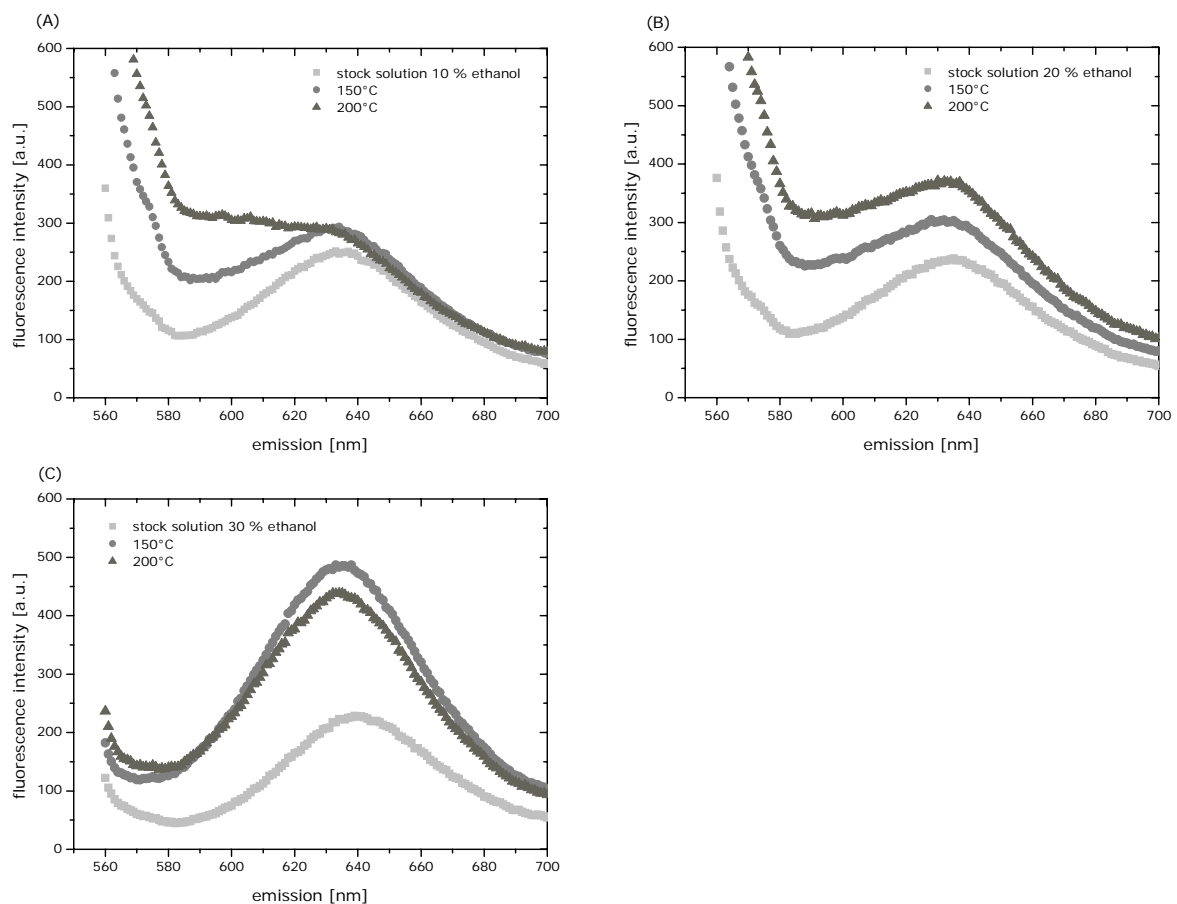 (A)
600
500
400
300
200
100
0
fluorescence intensity [a.u.]
stock solution 10 % ethanol
150°C
200°C
560 580 600 620 640 660 680 700
emission [nm]
(B)
600
500
400
300
200
100
0
fluorescence intensity [a.u.]
stock solution 20 % ethanol
150°C
200°C
560 580 600 620 640 660 680 700
emission [nm]
(C)
600
500
400
300
200
100
0
fluorescence intensity [a.u.]
stock solution 30 % ethanol
150°C
200°C
560 580 600 620 640 660 680 700
emission [nm]